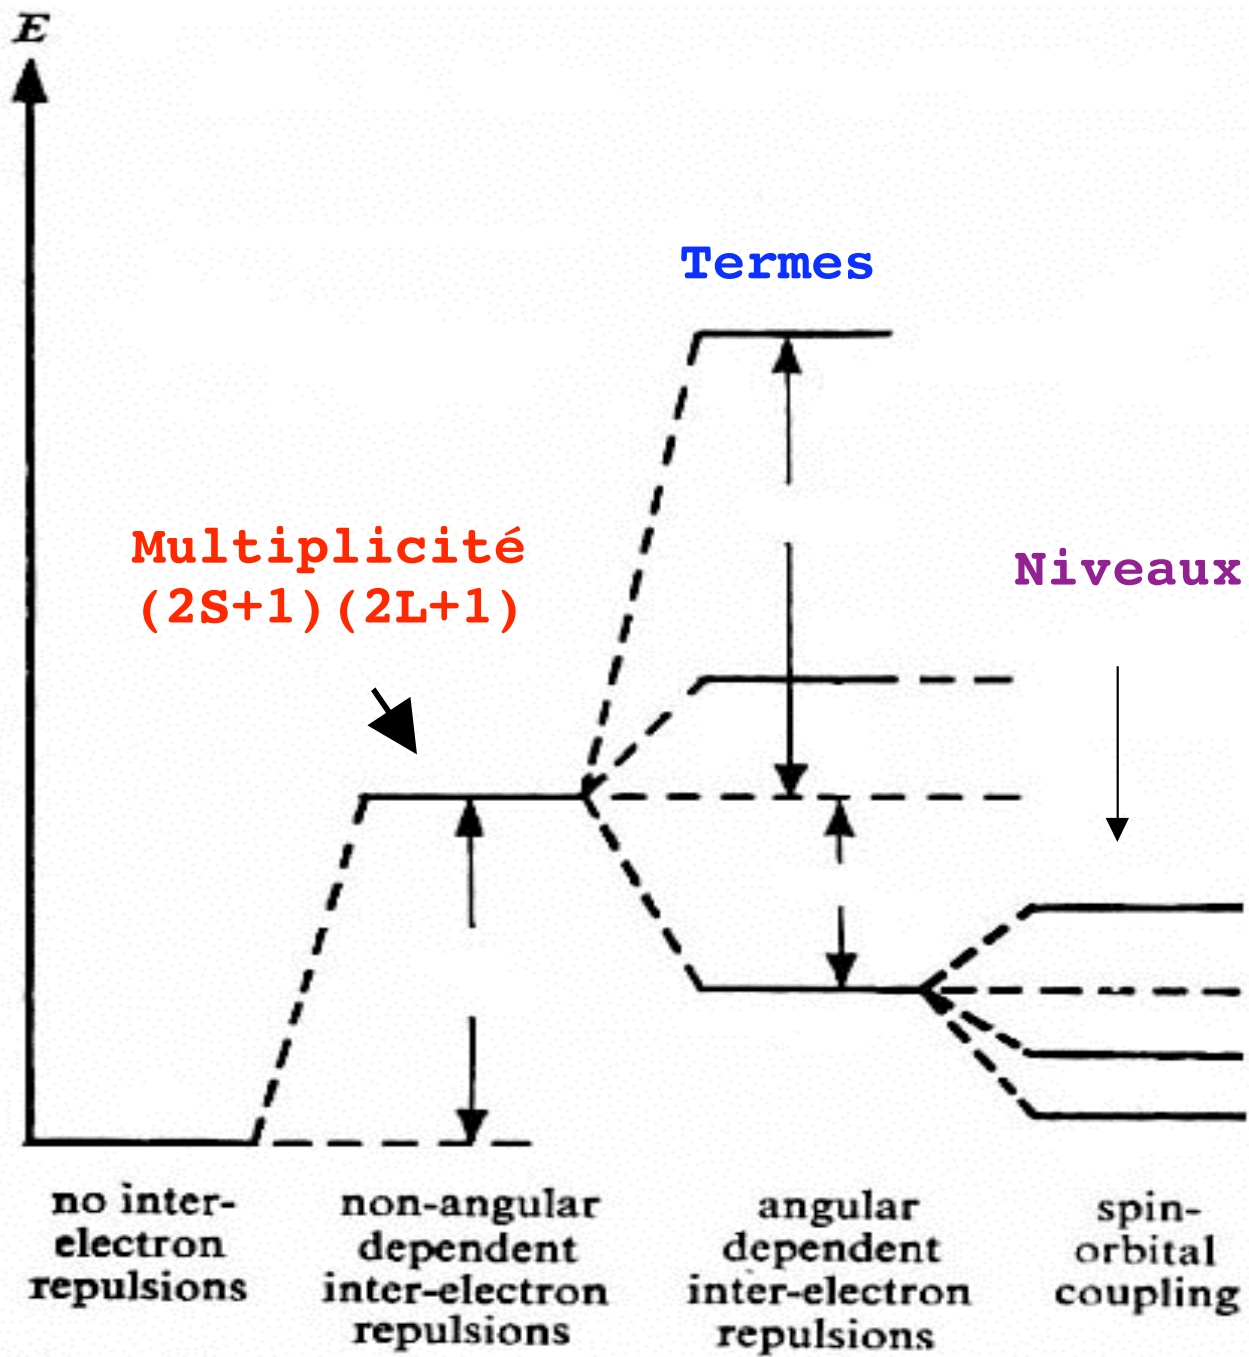 E
Termes
Multiplicité
(2S+1)(2L+1)
Niveaux
no inter-
electron
repulsions
non-angular
dependent
inter-electron
repulsions
angular
dependent
inter-electron
repulsions
spin-
orbital
coupling